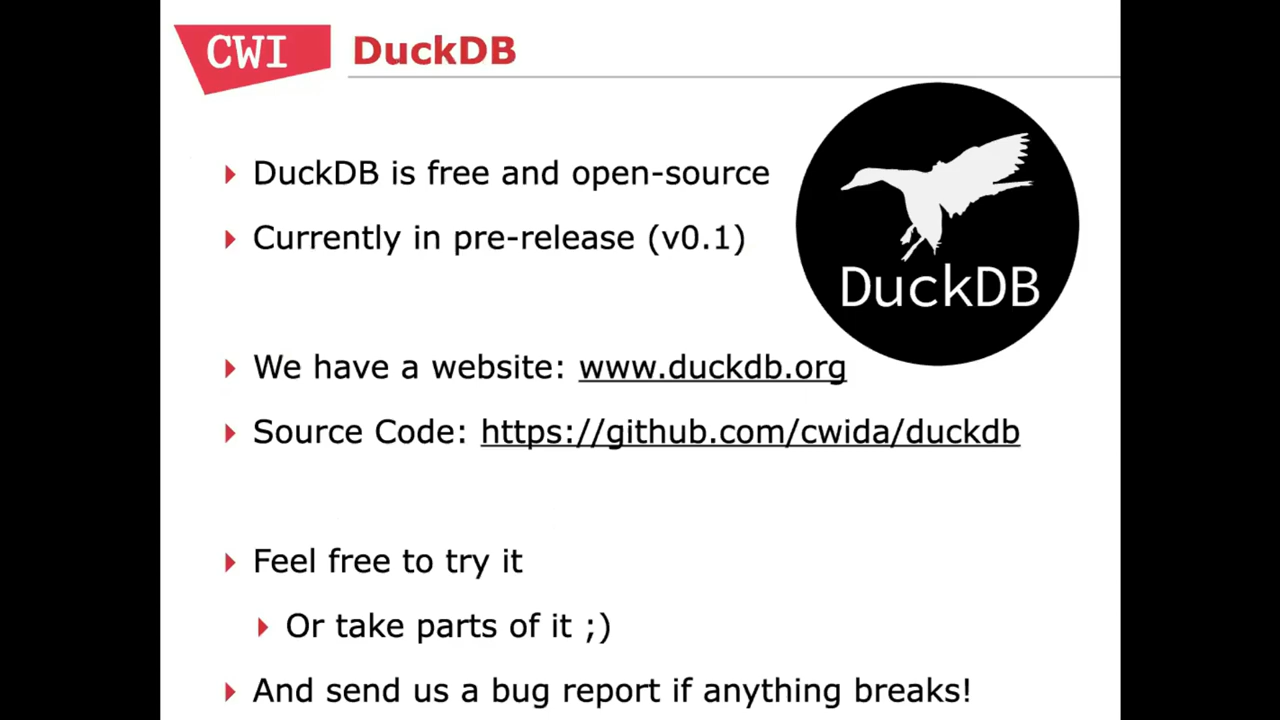 CWI
DuckDB
DuckDB is free and open-source
Currently in pre-release (v0.1)
DuckDB
We have a website: www.duckdb.org
Source Code: https://github.com/cwida/duckdb
Feel free to try it
Or take parts of it ;)
And send us a bug report if anything breaks!